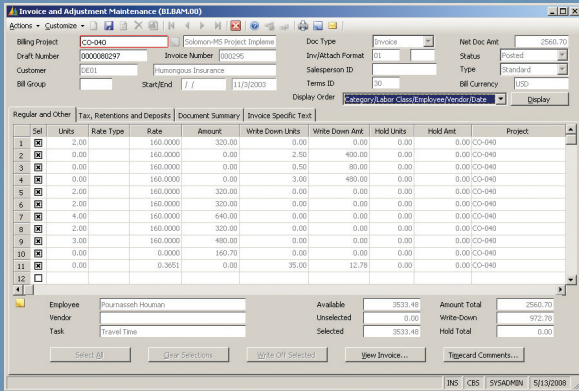 Invoice and Adjustment Maintenance (BI.BAM.00)
Actions Customize
Billing Project CO-040 Solomon-MS Project Impleme Doc Type Invoice Net Doc Amt 2560.70
Draft Number 0000080297 Invoice Number 000295 Inv/Attach Format 01 Status Posted
Customer DE01 Humongous Insurance Salesperson ID Type Standard
Bill Group Start/End / / 11/3/2003 Terms ID 30 Bill Currency USD
Display Order Category/Labor Class/Employee/Vendor/Date Display
Regular and Other Tax, Retentions and Deposits Document Summary Invoice Specific Text
Sel Units Rate Type Rate Amount Write Down Units Write Down Amt Hold Units Hold Amt Project
1 2.00 160.0000 320.00 0.00 0.00 0.00 0.00 CO-040
2 0.00 160.0000 0.00 2.50 400.00 0.00 0.00 CO-040
3 0.00 160.0000 0.00 0.50 80.00 0.00 0.00 CO-040
4 0.00 160.0000 0.00 3.00 480.00 0.00 0.00 CO-040
5 2.00 160.0000 320.00 0.00 0.00 0.00 0.00 CO-040
6 2.00 160.0000 320.00 0.00 0.00 0.00 0.00 CO-040
7 4.00 160.0000 640.00 0.00 0.00 0.00 0.00 CO-040
8 2.00 160.0000 320.00 0.00 0.00 0.00 0.00 CO-040
9 3.00 160.0000 480.00 0.00 0.00 0.00 0.00 CO-040
10 0.00 0.0000 160.70 0.00 0.00 0.00 0.00 CO-040
11 0.00 0.3651 0.00 35.00 12.78 0.00 0.00 CO-040
12
Employee Pournasseh Houman Available 3533.48 Amount Total 2560.70
Vendor Unselected 0.00 Write-Down 972.78
Task Travel Time Selected 3533.48 Hold Total 0.00
Select All Clear Selections Write Off Selected View Invoice... Timecard Comments...
INS CBS SYSADMIN 5/13/2008